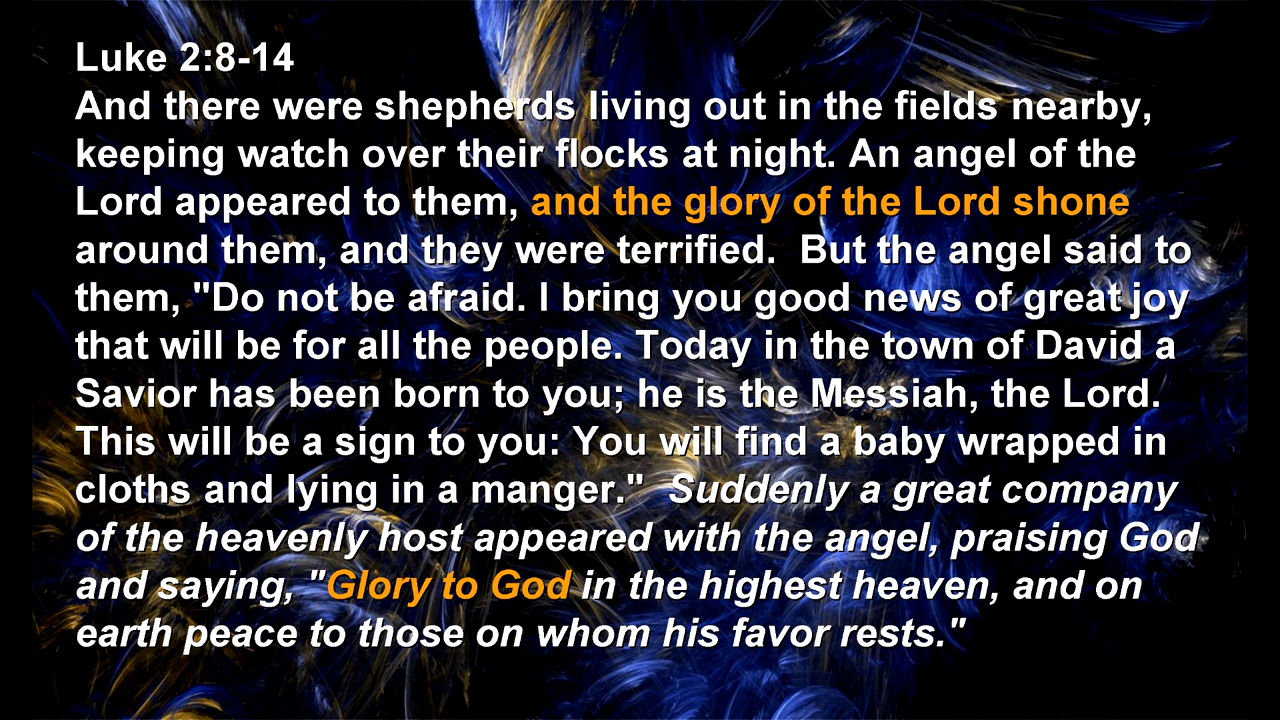 Luke 2:8-14
And there were shepherds living out in the fields nearby,
keeping watch over their flocks at night. An angel of the
Lord appeared to them, and the glory of the Lord shone
around them, and they were terrified.  But the angel said to
them, "Do not be afraid. I bring you good news of great joy
that will be for all the people. Today in the town of David a
Savior has been born to you; he is the Messiah, the Lord.
This will be a sign to you: You will find a baby wrapped in
cloths and lying in a manger."  Suddenly a great company
of the heavenly host appeared with the angel, praising God
and saying, "Glory to God in the highest heaven, and on
earth peace to those on whom his favor rests."